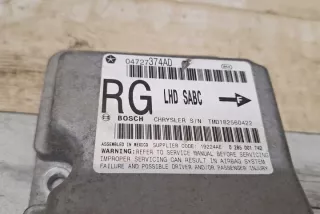 04727374AD
RG LHD SABC F
BOSCH CHRYSLER S/N
ASSEMBLED IN MEXICO SUPPLIER CODE : 19224AE 0 285 001 742
WARNING: REFER TO SERVICE MANUAL BEFORE SERVICING
IMPROPER SERVICING CAN RESULT IN AIRBAG SYSTEM
FAILURE AND POSSIBLE DRIVER AND/OR PASSENGER INJURY